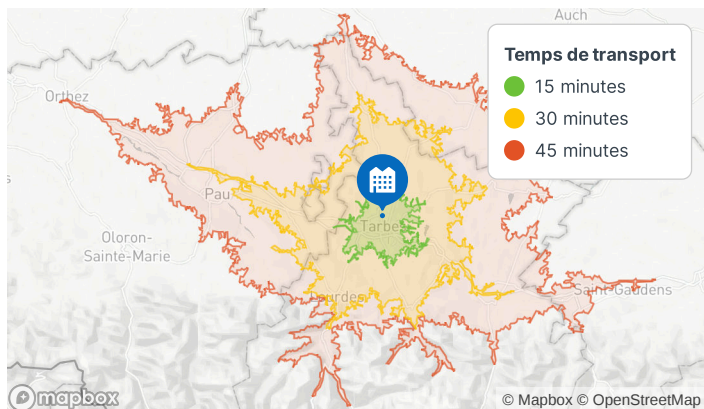 Auch
Temps de transport
15 minutes
30 minutes
45 minutes
Orthez
Pau
Tarbes
Oloron-
Sainte-Marie
Lourdes
Saint-Gaudens
mapbox
© Mapbox © OpenStreetMap